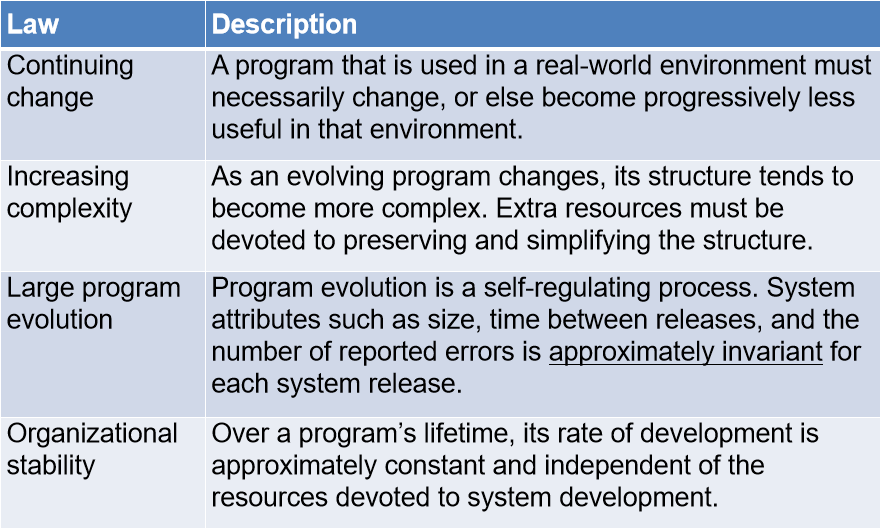 Law Description
Continuing change
A program that is used in a real-world environment must
necessarily change, or else become progressively less
useful in that environment.
Increasing complexity
As an evolving program changes, its structure tends to
become more complex. Extra resources must be
devoted to preserving and simplifying the structure.
Large program evolution
Program evolution is a self-regulating process. System
attributes such as size, time between releases, and the
number of reported errors is approximately invariant for
each system release.
Organizational stability
Over a program’s lifetime, its rate of development is
approximately constant and independent of the
resources devoted to system development.